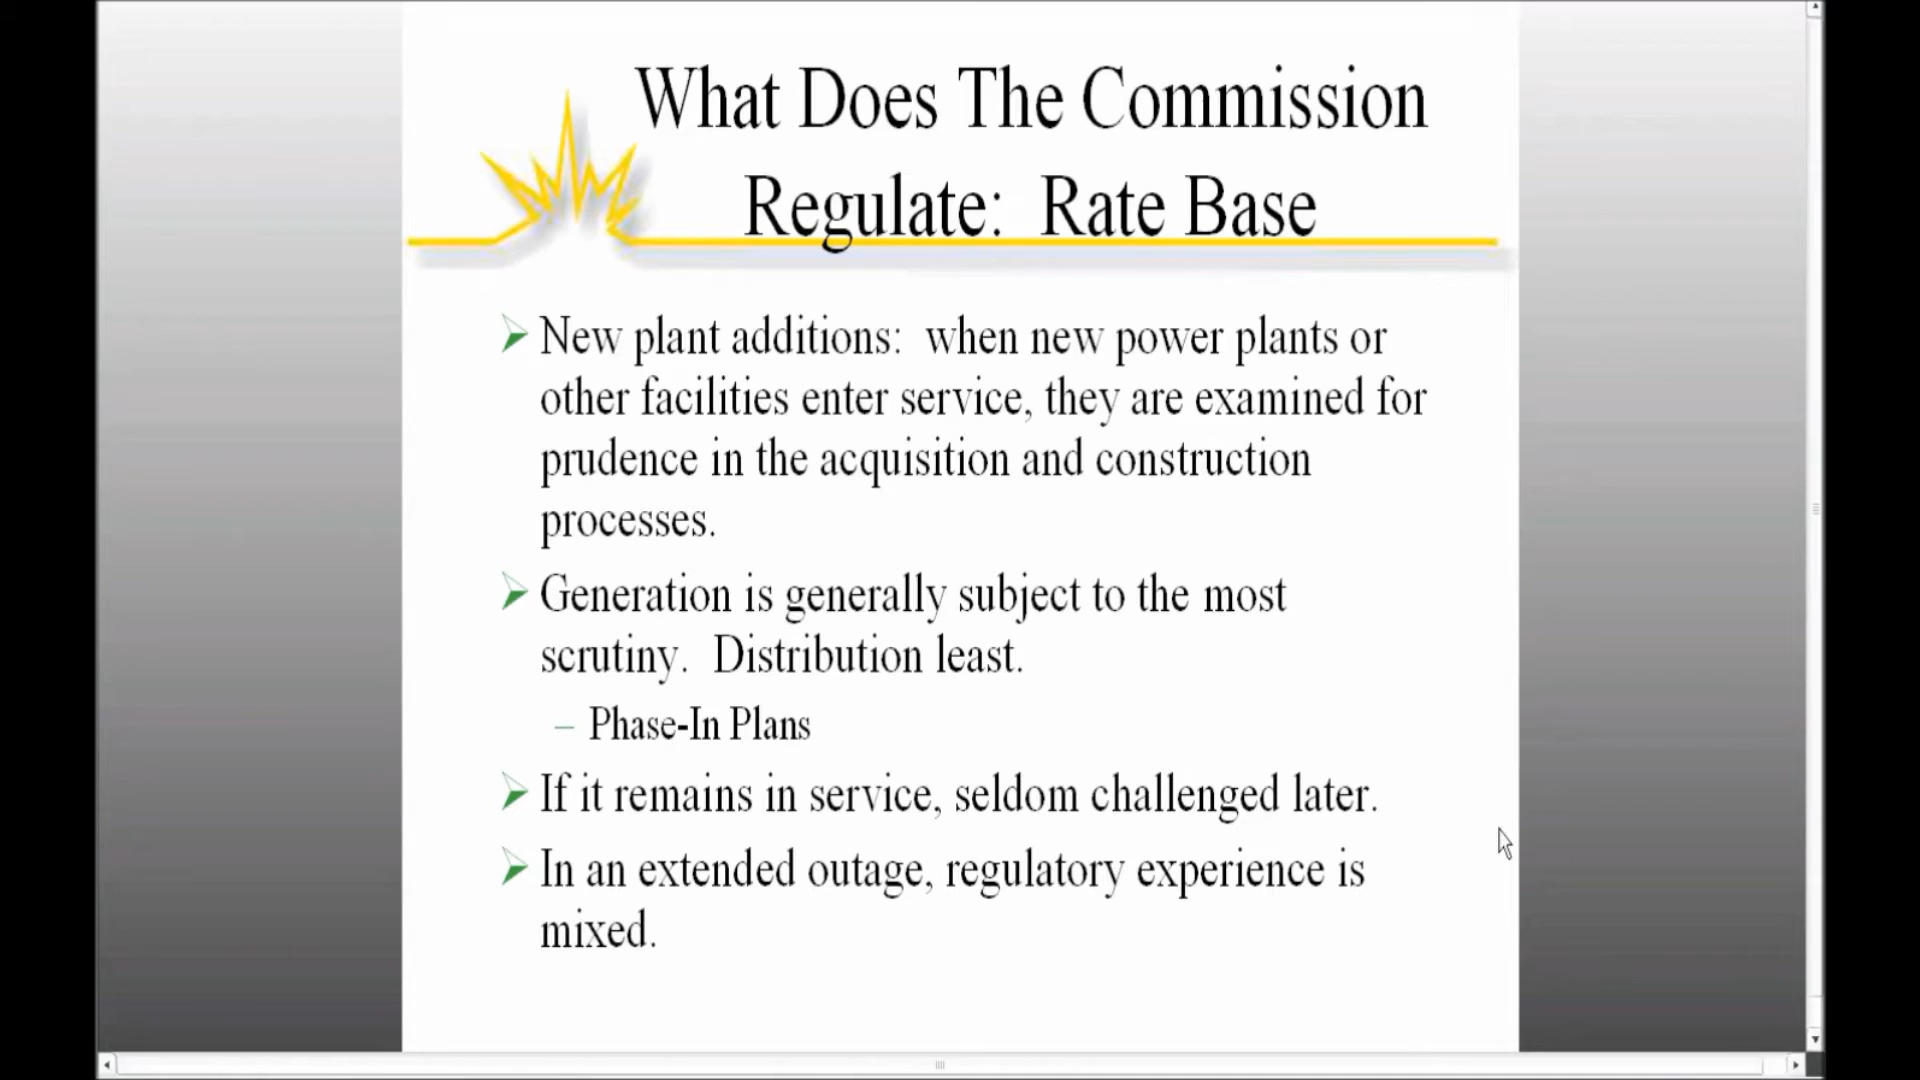 What Does The Commission
Regulate: Rate Base
New plant additions: when new power plants or
other facilities enter service, they are examined for
prudence in the acquisition and construction
processes.
Generation is generally subject to the most
scrutiny. Distribution least.
– Phase-In Plans
If it remains in service, seldom challenged later.
In an extended outage, regulatory experience is
mixed.